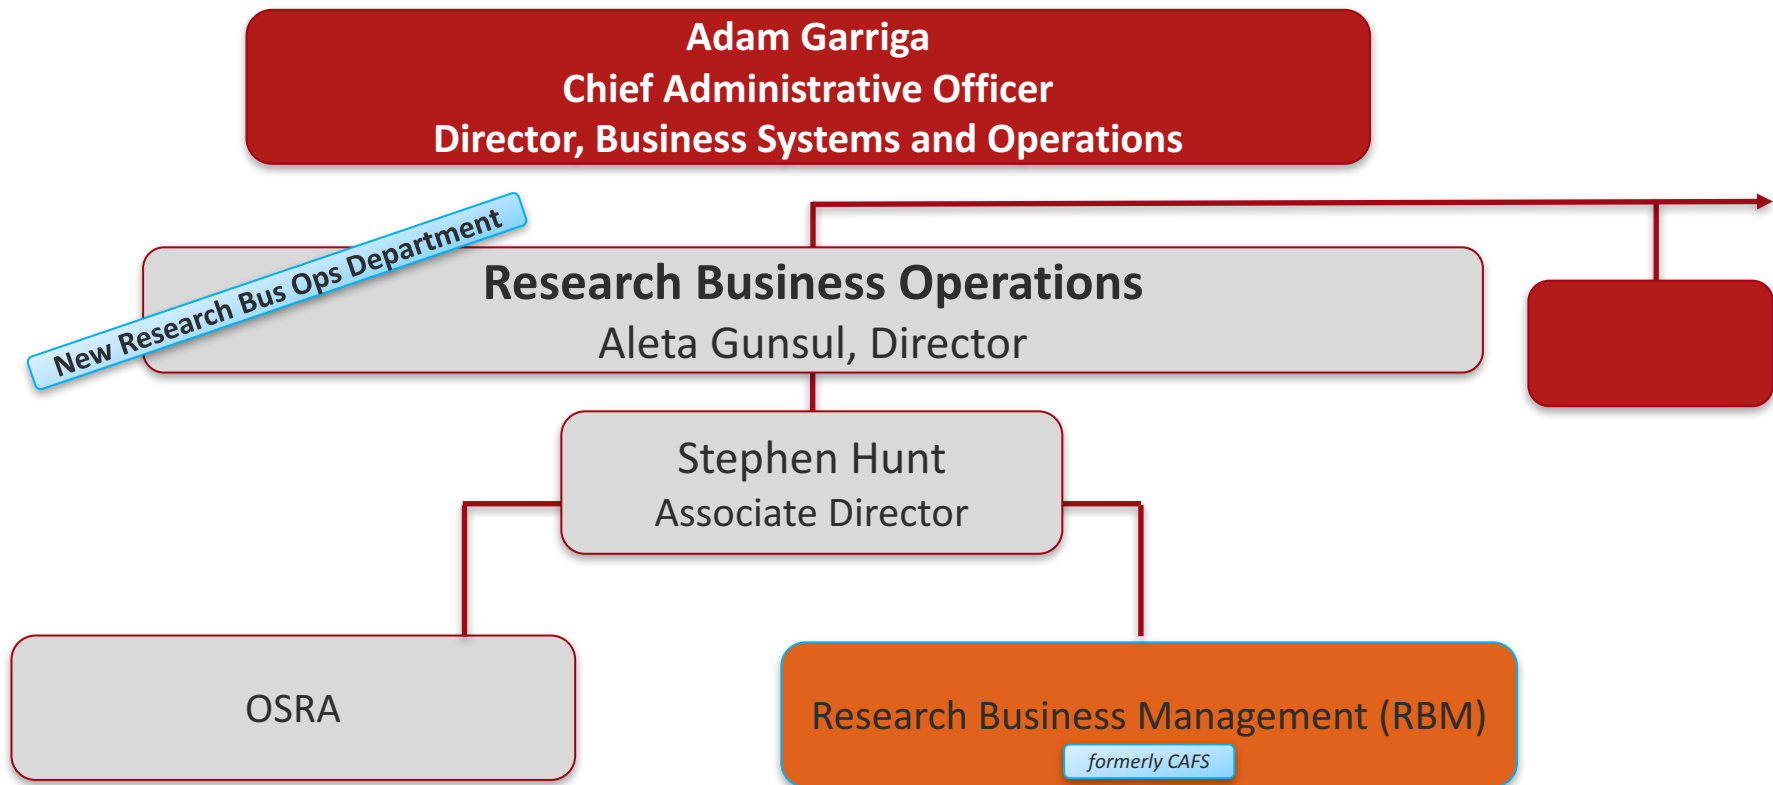 Adam Garriga
Chief Administrative Officer
Director, Business Systems and Operations
New Research Bus Ops Department
Research Business Operations
Aleta Gunsul, Director
Stephen Hunt
Associate Director
OSRA
Research Business Management (RBM)
formerly CAFS